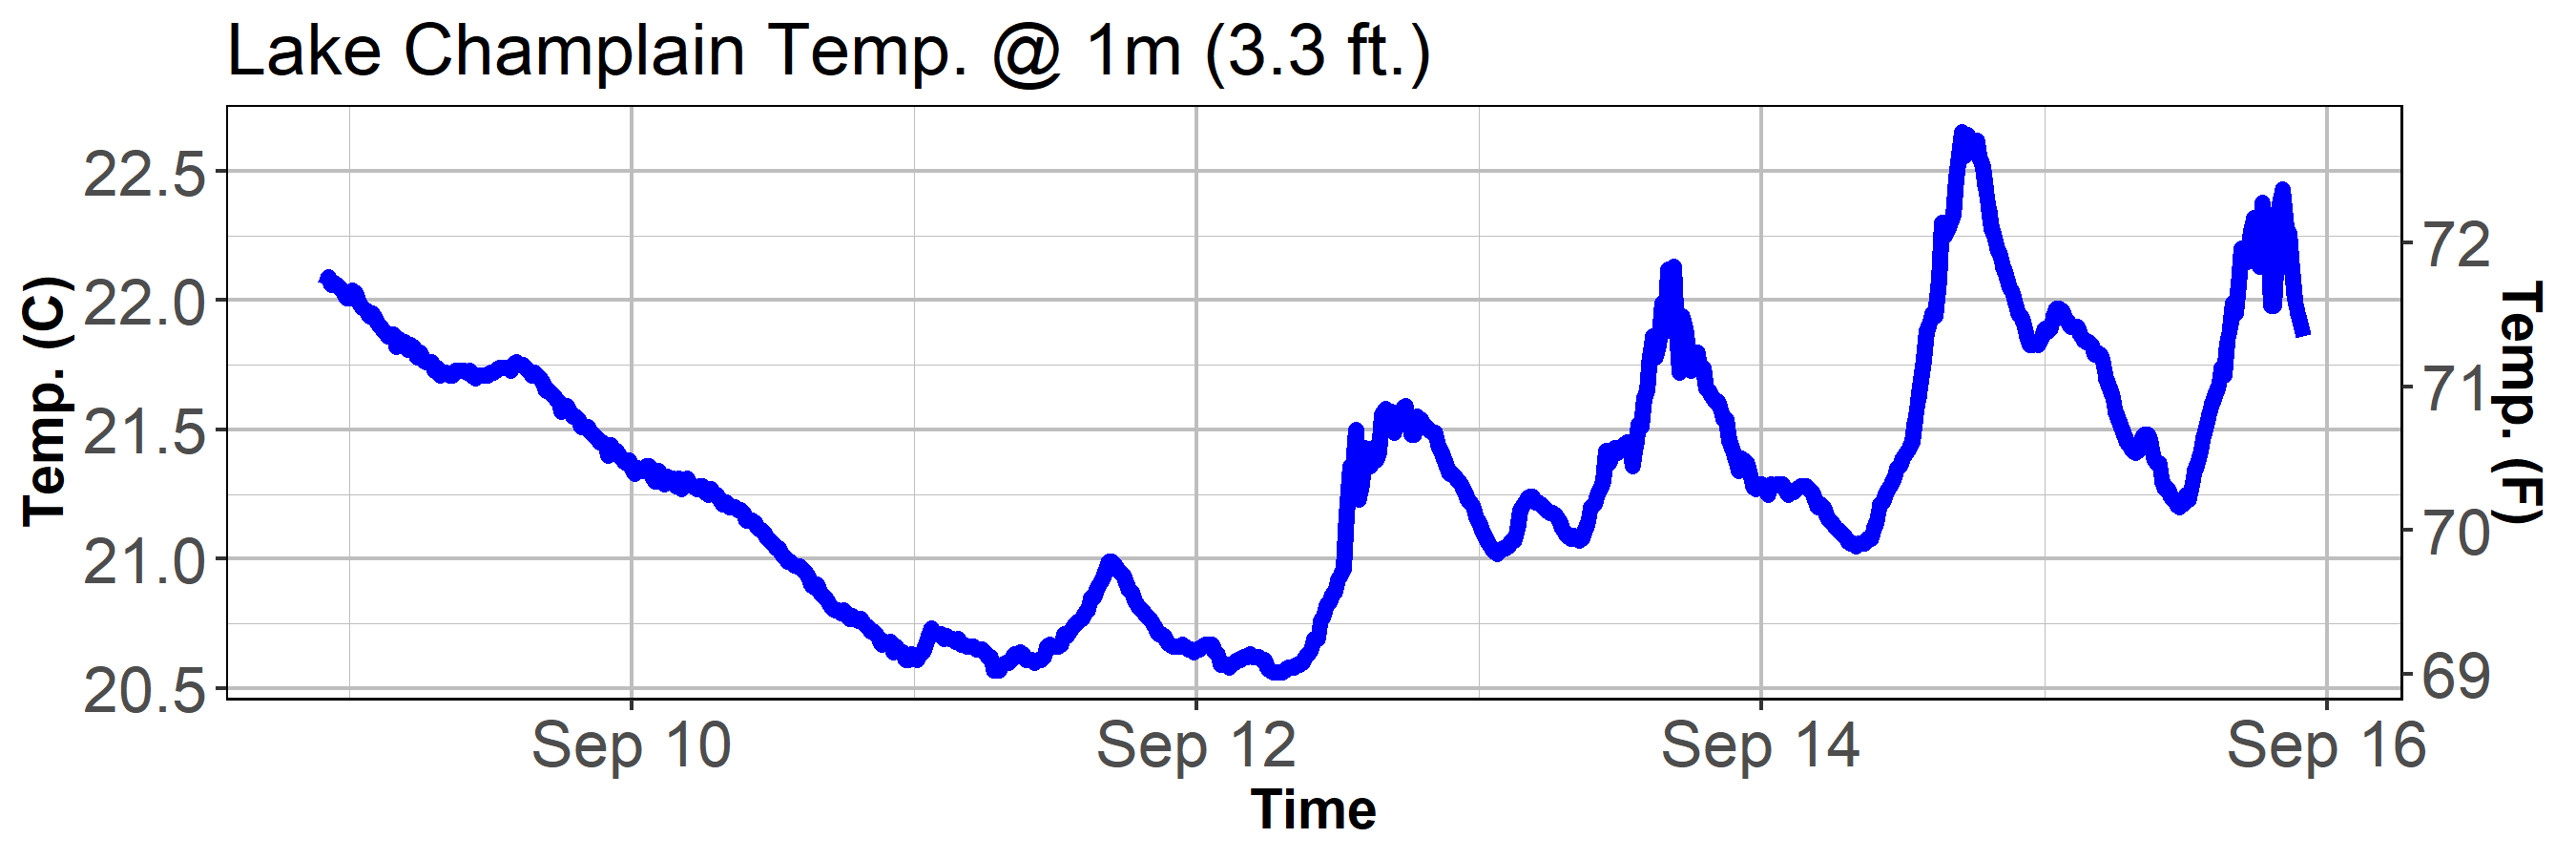 Lake Champlain Temp. @ 1m (3.3 ft.)
Temp. (C)
22.5
22.0
21.5
21.0
20.5
72
71
70
69
Temp. (F)
Sep 10 Sep 12 Sep 14 Sep 16
Time